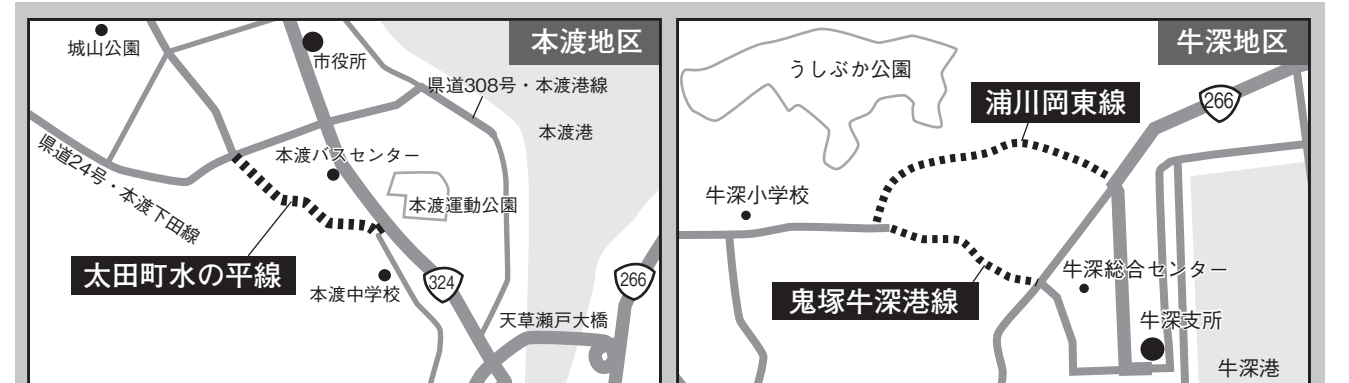 本渡地区
城山公園
市役所
県道308号・本渡港線
本渡港
県道24号・本渡下田線
本渡バスセンター
本渡運動公園
太田町水の平線
本渡中学校
324
266
天草瀬戸大橋
牛深地区
うしぶか公園
浦川岡東線
266
牛深小学校
牛深総合センター
鬼塚牛深港線
牛深支所
牛深港